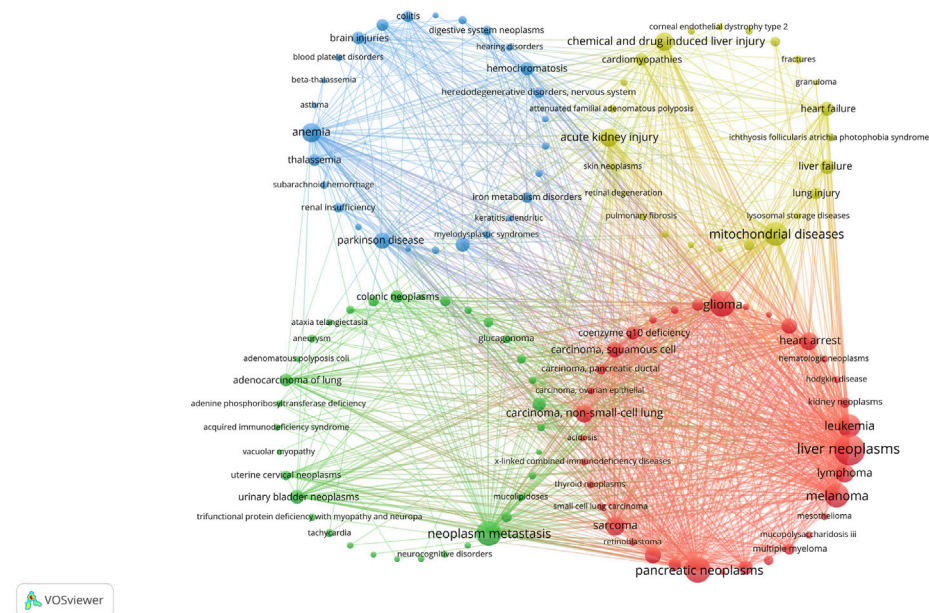 colitis
brain injuries
digestive system neoplasms
hearing disorders
blood platelet disorders
hemochromatosis
beta-thalassemia
heredodegenerative disorders, nervous system
asthma
anemia
thalassemia
subarachnoid hemorrhage
iron metabolism disorders
renal insufficiency
keratitis, dendritic
parkinson disease
myelodysplastic syndromes
corneal endothelial dystrophy type 2
chemical and drug induced liver injury
cardiomyopathies
fractures
granuloma
attenuated familial adenomatous polyposis
heart failure
acute kidney injury
ichthyosis follicularis atrichia photophobia syndrome
skin neoplasms
liver failure
retinal degeneration
lung injury
pulmonary fibrosis
lysosomal storage diseases
mitochondrial diseases
colonic neoplasms
ataxia telangiectasia
aneurysm
glucagonoma
adenomatous polyposis coli
adenocarcinoma of lung
adenine phosphoribosyltransferase deficiency
acquired immunodeficiency syndrome
vacuolar myopathy
uterine cervical neoplasms
urinary bladder neoplasms
mucolipidoses
trifunctional protein deficiency with myopathy and neuropa
tachycardia
neoplasm metastasis
neurocognitive disorders
glioma
coenzyme q10 deficiency
heart arrest
carcinoma, squamous cell
hematologic neoplasms
carcinoma, pancreatic ductal
hodgkin disease
carcinoma, ovarian epithelial
kidney neoplasms
carcinoma, non-small-cell lung
leukemia
acidosis
liver neoplasms
x-linked combined immunodeficiency diseases
lymphoma
thyroid neoplasms
melanoma
small cell lung carcinoma
mesothelioma
sarcoma
mucopolysaccharidosis iii
retinoblastoma
multiple myeloma
pancreatic neoplasms
VOSviewer